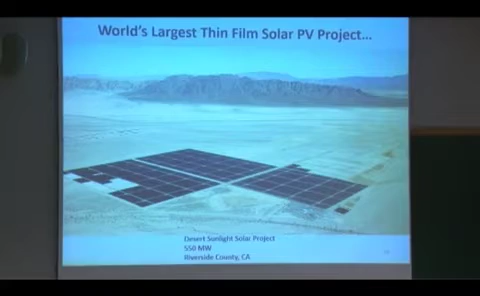 World's Largest Thin Film Solar PV Project...
Desert Sunlight Solar Project
550 MW
Riverside County, CA